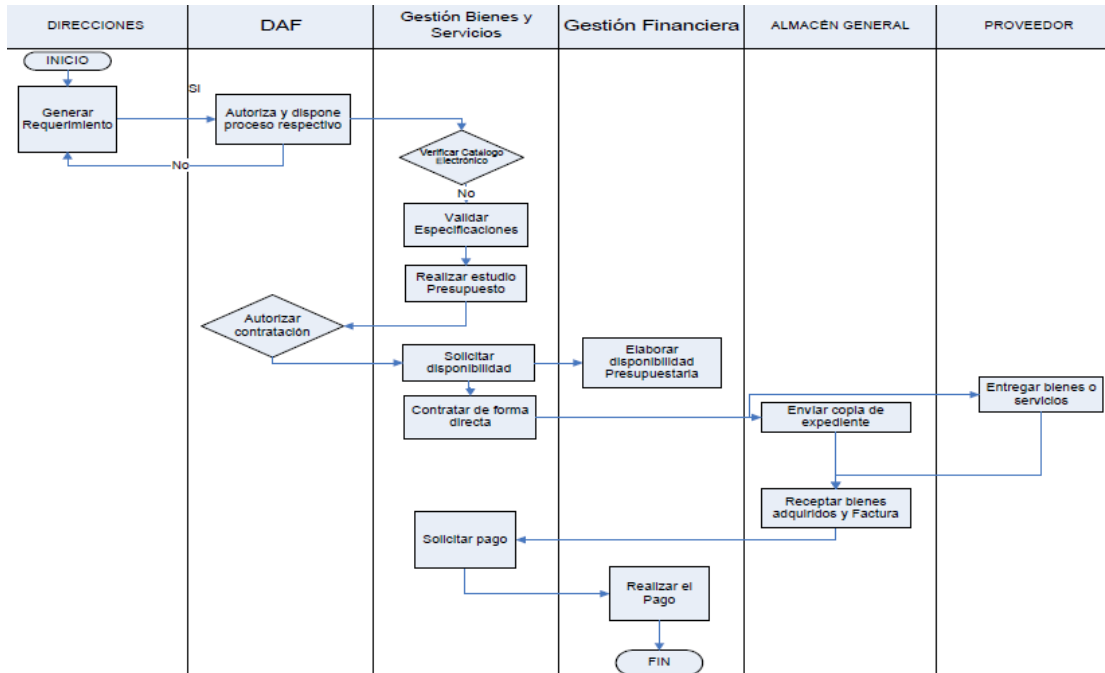 DIRECCIONES
DAF
Gestión Bienes y
Servicios
Gestión Financiera
ALMACÉN GENERAL
PROVEEDOR
INICIO
Generar
Requerimiento
SI
Autoriza y dispone
proceso respectivo
No
Verificar Catalogo
Electrónico
No
Validar
Especificaciones
Realizar estudio
Presupuesto
Autorizar
contratación
Solicitar
disponibilidad
Elaborar
disponibilidad
Presupuestaria
Contratar de forma
directa
Enviar copia de
expediente
Entregar bienes o
servicios
Receptar bienes
adquiridos y Factura
Solicitar pago
Realizar el
Pago
FIN